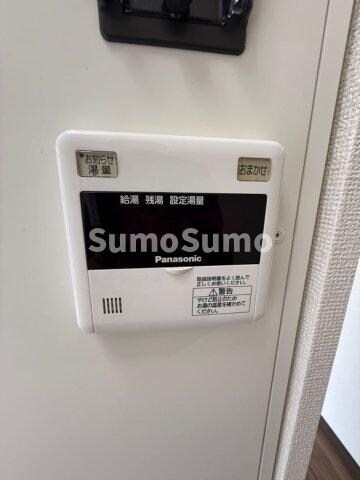 お知らせ
湯量
おまかせ
給湯 残湯 設定湯量
SumoSumo
Panasonic
取扱説明書をよく読んで
正しくお使いください。
警告
やけど防止のため
お湯の温度を確かめて
ください。